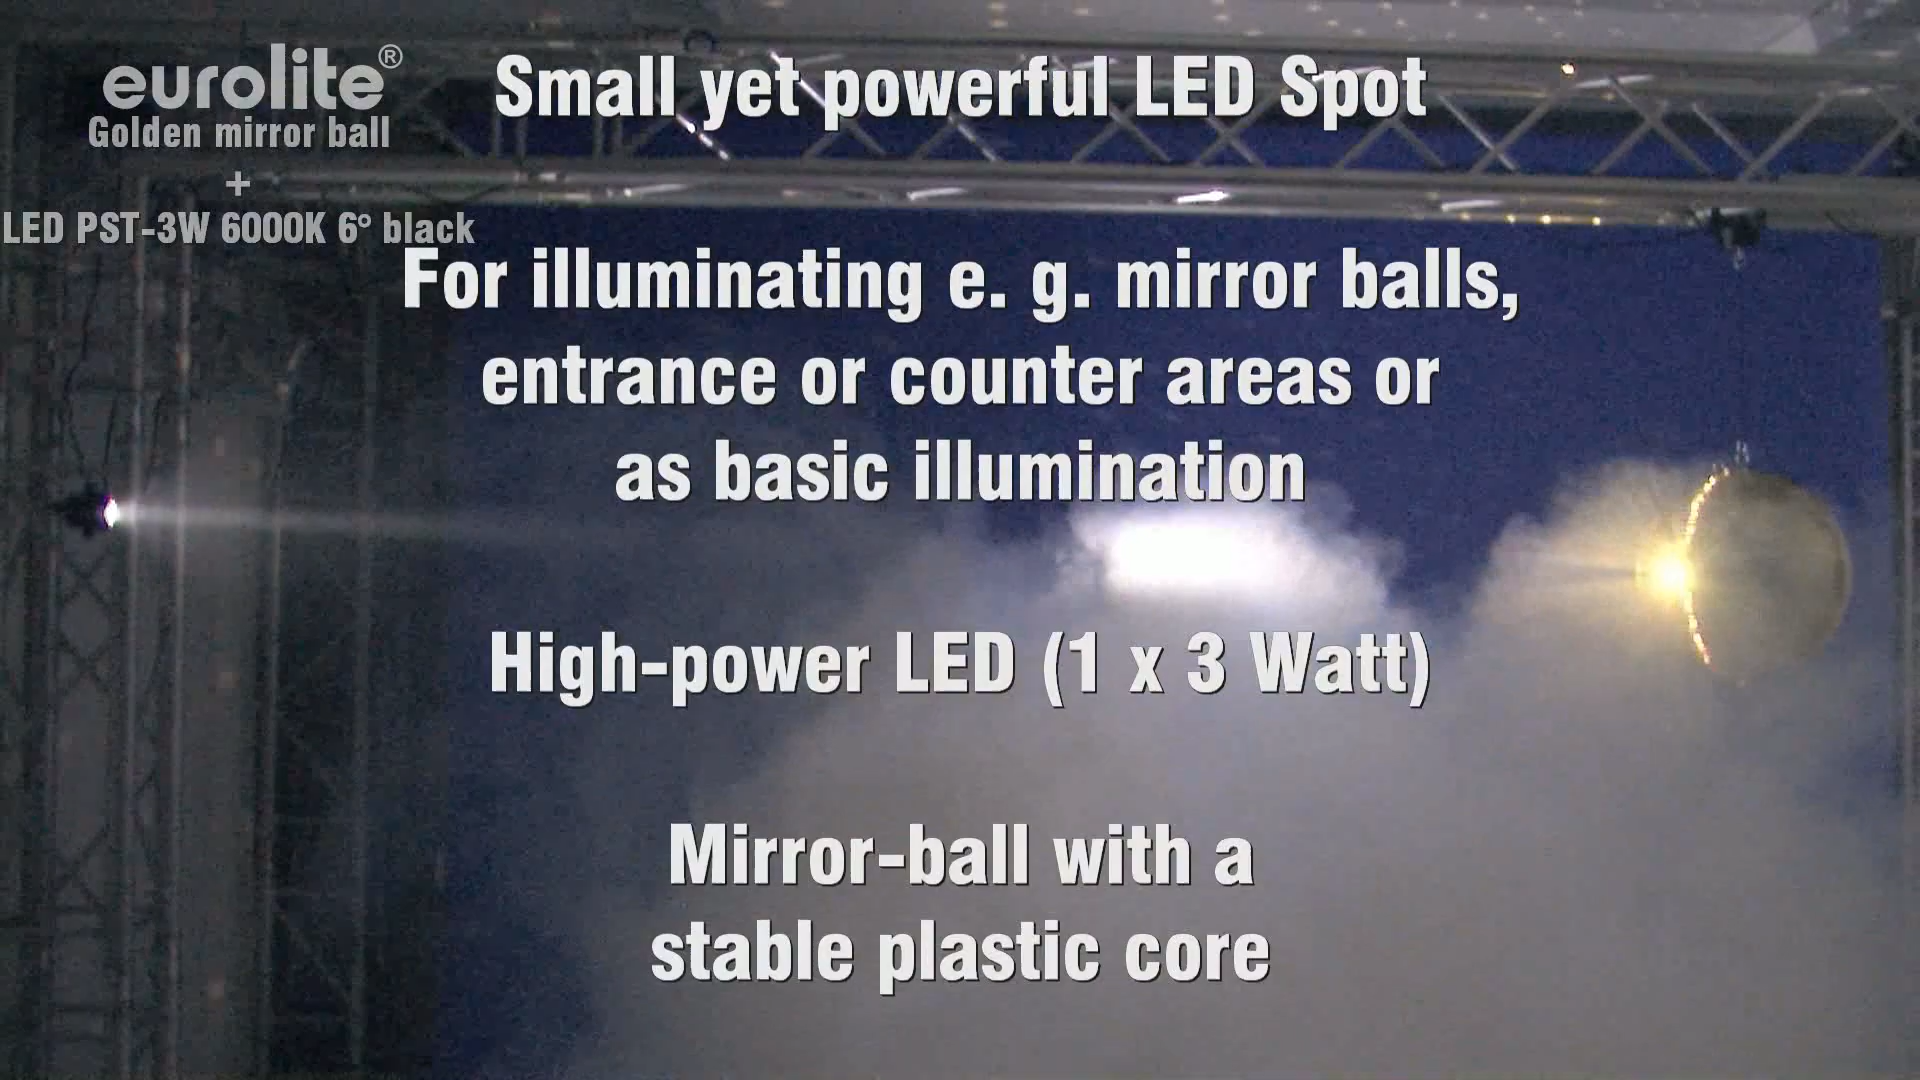 eurolite®
Golden mirror ball
+
LED PST-3W 6000K 6° black
Small yet powerful LED Spot
For illuminating e. g. mirror balls,
entrance or counter areas or
as basic illumination
High-power LED (1 x 3 Watt)
Mirror-ball with a
stable plastic core